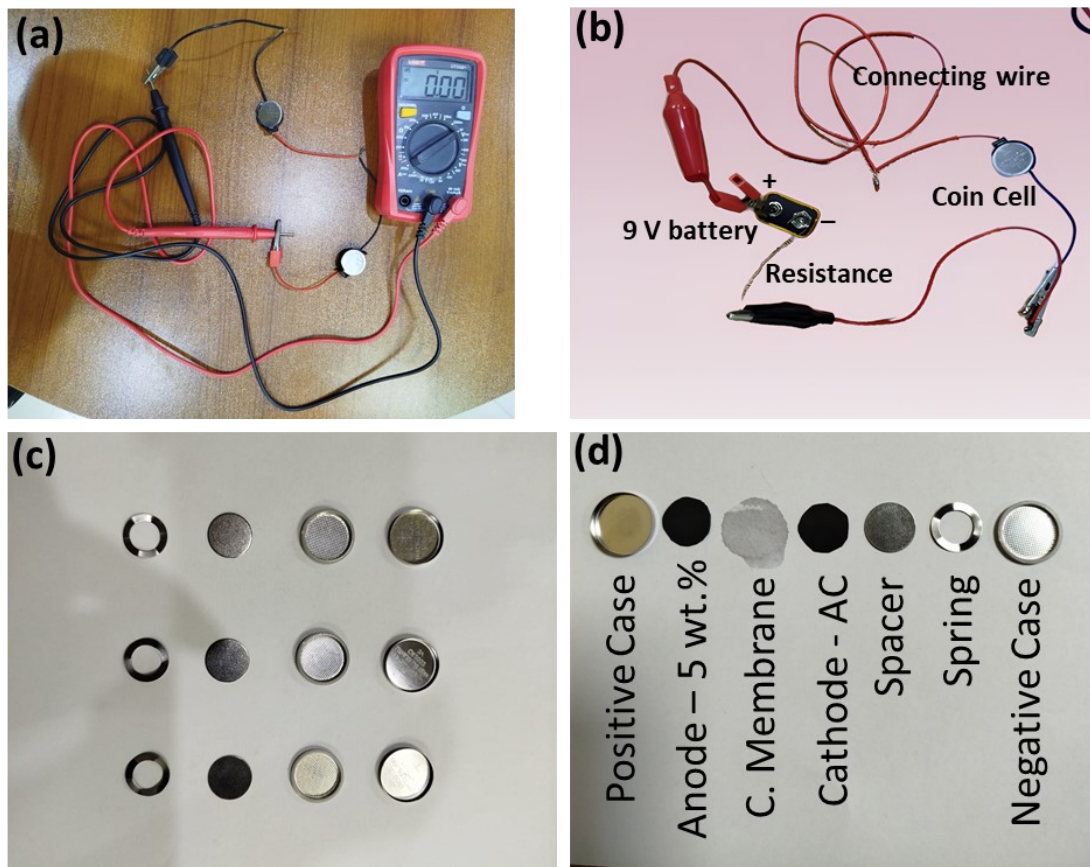 (a)
UNI-T
0.00
(b)
Connecting wire
+
Coin Cell
9 V battery
−
Resistance
(c)
(d)
Positive Case
Anode – 5 wt.%
C. Membrane
Cathode - AC
Spacer
Spring
Negative Case